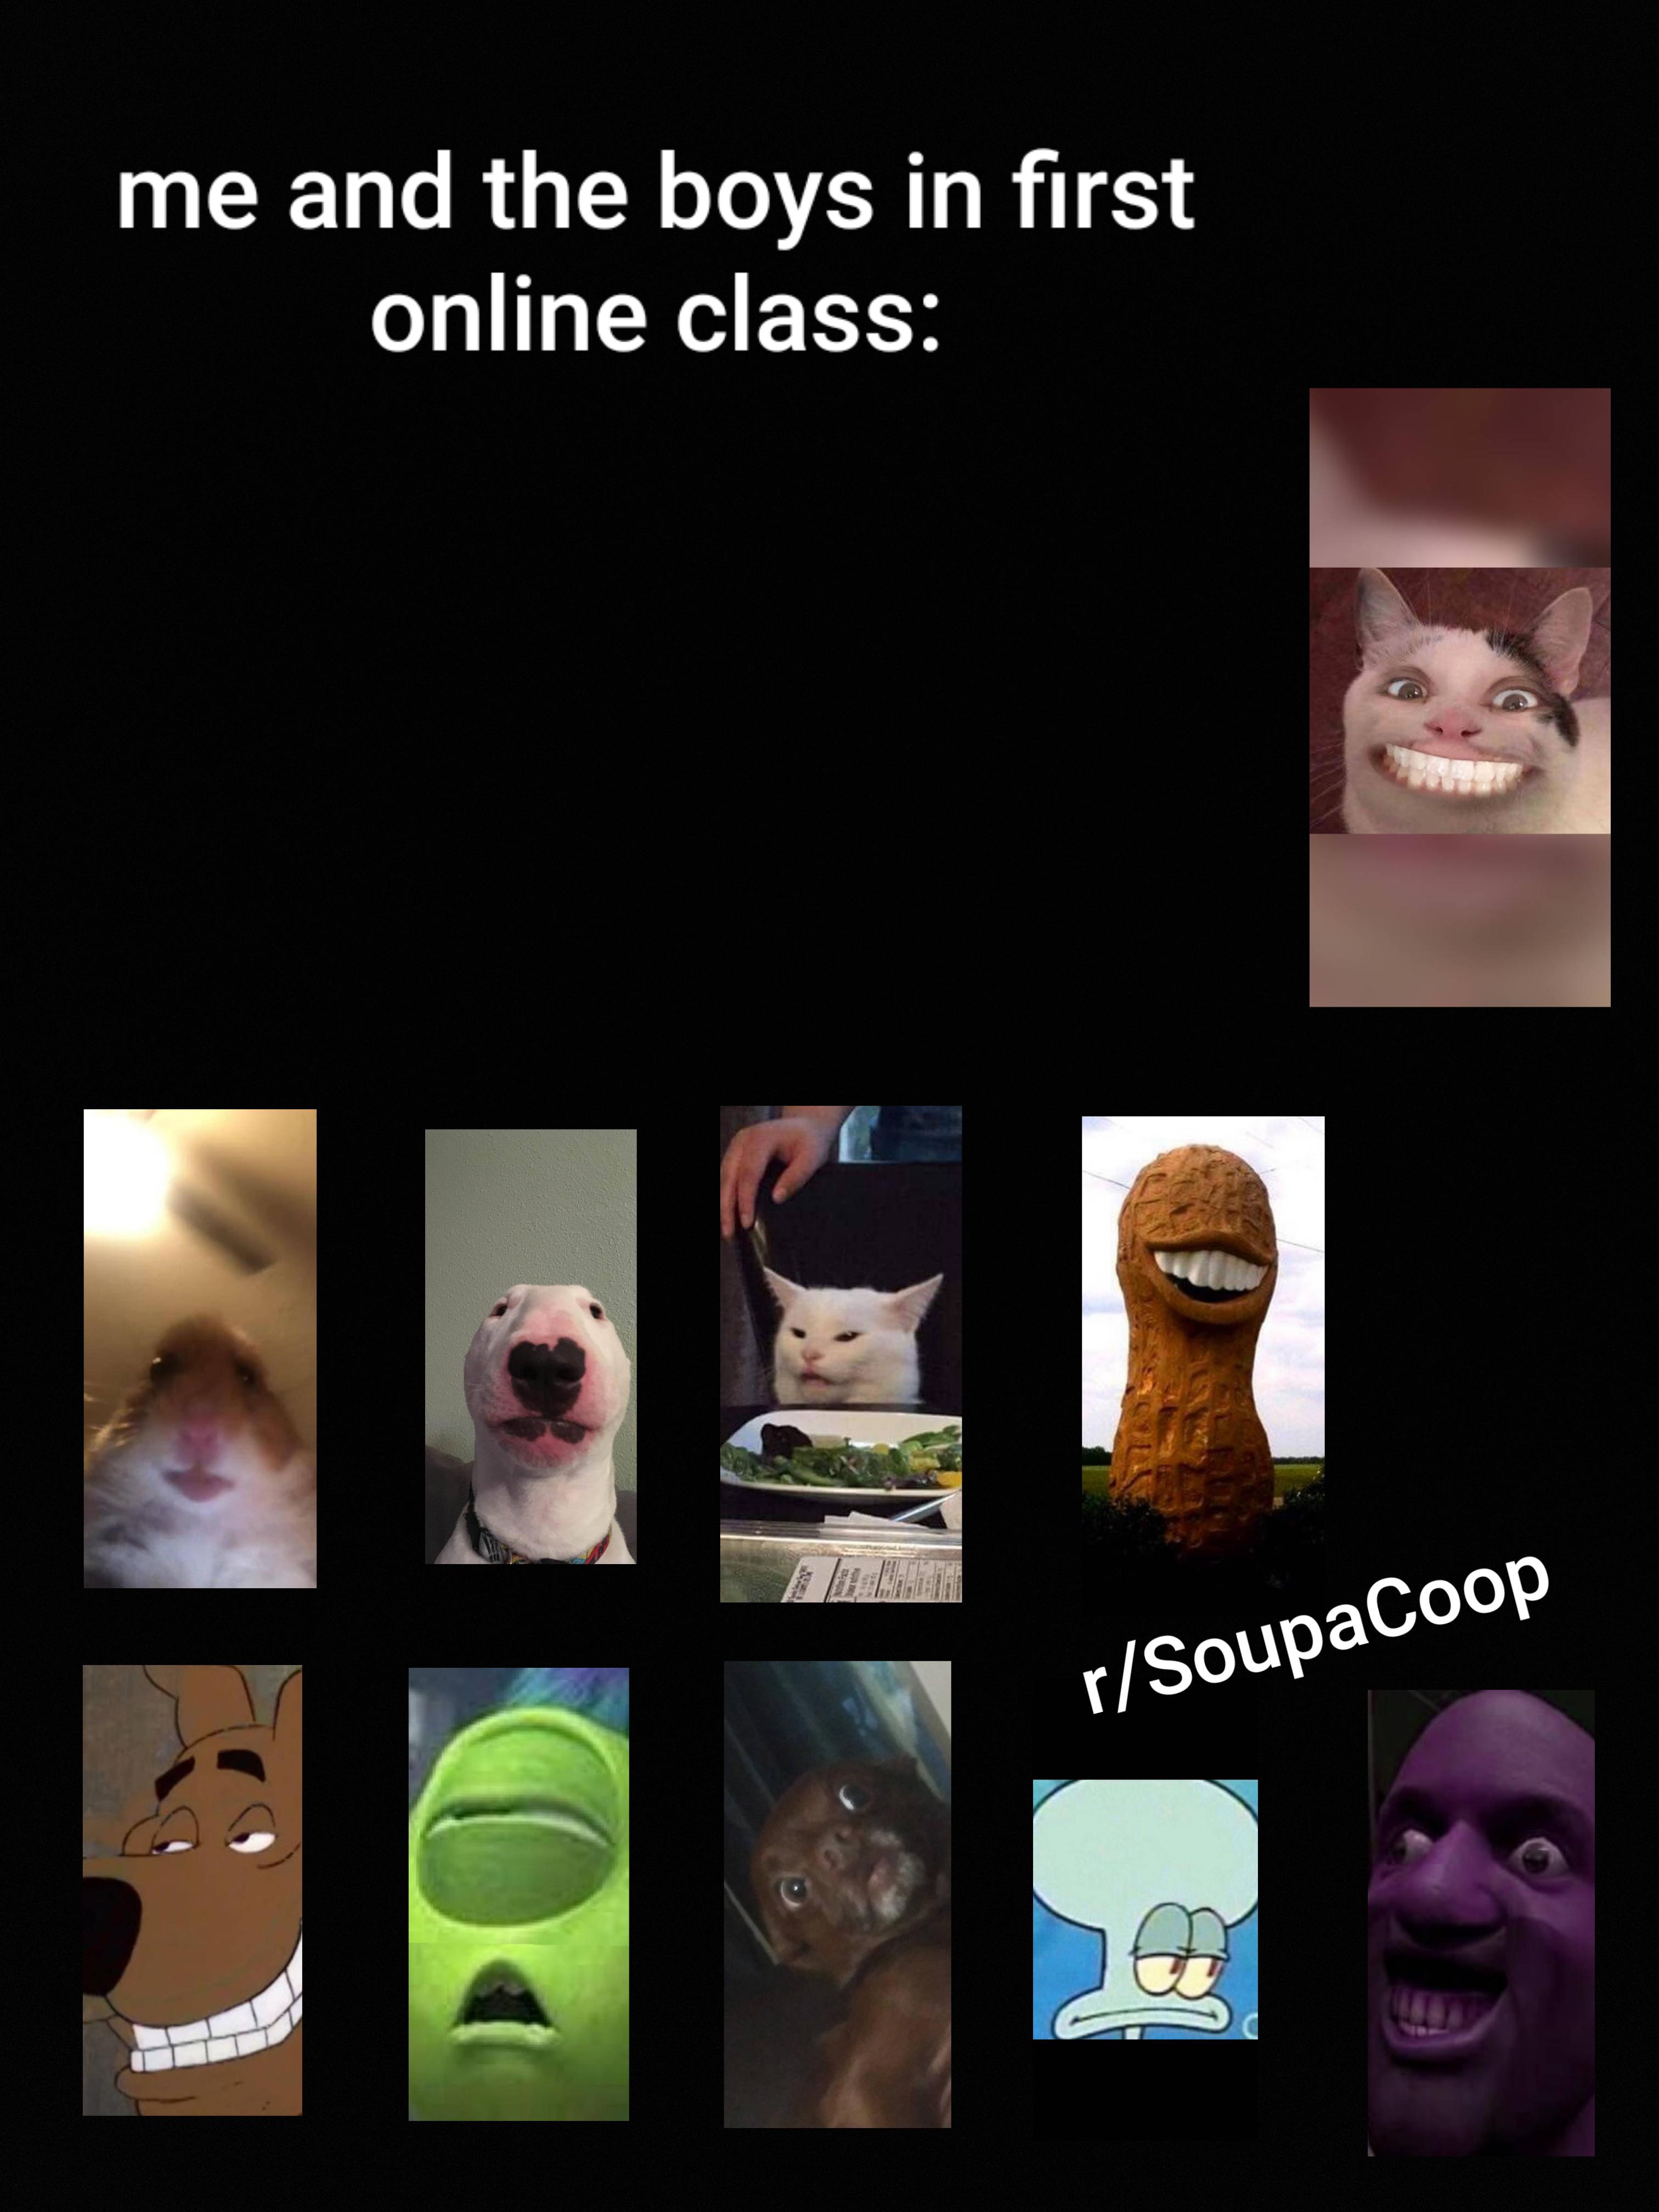 me and the boys in first
online class:
r/SoupaCoop